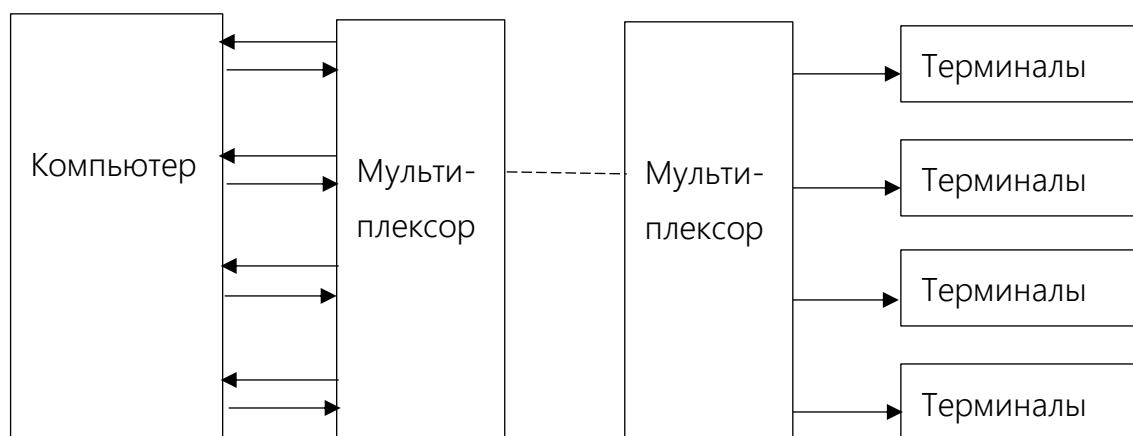 Терминалы
Компьютер
Мульти-
плексор
Мульти-
плексор
Терминалы
Терминалы
Терминалы